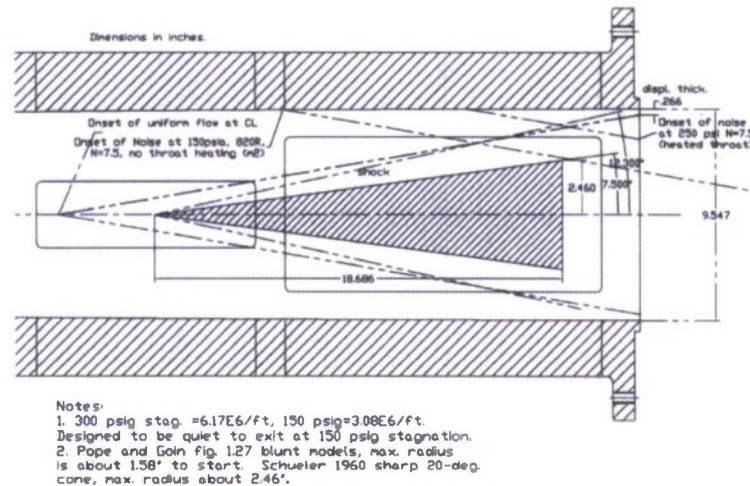 Dimensions in inches.
displ. thick.
.266
Onset of uniform flow at CL
Onset of Noise at 150psia, 820R,
N=7.5, no throat heating (m2)
Onset of noise
at 250 psi N=7.5
(heated throat)
shock
12.300°
7.500°
2.460
9.547
18.686
Notes:
1. 300 psig stag. =6.17E6/ft, 150 psig=3.08E6/ft.
Designed to be quiet to exit at 150 psig stagnation.
2. Pope and Goin fig. 1.27 blunt models, max. radius
is about 1.58" to start. Schueler 1960 sharp 20-deg.
cone, max. radius about 2.46".